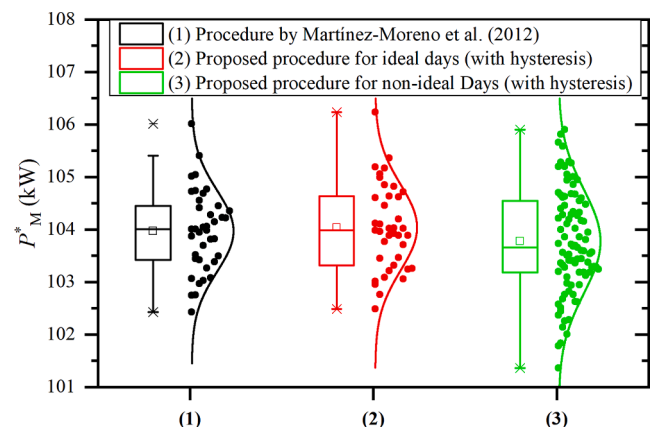 108
107
106
105
104
103
102
101
P*M (kW)
(1) Procedure by Martínez-Moreno et al. (2012)
(2) Proposed procedure for ideal days (with hysteresis)
(3) Proposed procedure for non-ideal Days (with hysteresis)
(1)
(2)
(3)